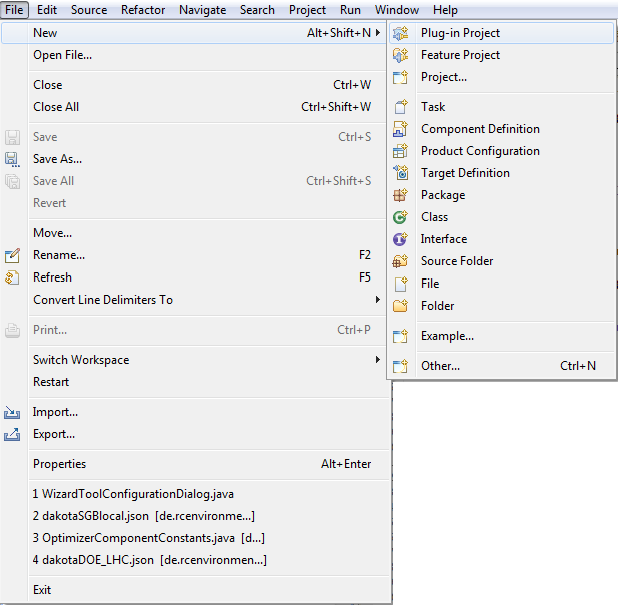 File Edit Source Refactor Navigate Search Project Run Window Help
New Alt+Shift+N
Open File...
Close Ctrl+W
Close All Ctrl+Shift+W
Save Ctrl+S
Save As...
Save All Ctrl+Shift+S
Revert
Move...
Rename... F2
Refresh F5
Convert Line Delimiters To
Print... Ctrl+P
Switch Workspace
Restart
Import...
Export...
Properties Alt+Enter
1 WizardToolConfigurationDialog.java
2 dakotaSGBlocal.json [de.rcenvironme...]
3 OptimizerComponentConstants.java [d...]
4 dakotaDOE_LHC.json [de.rcenvironmen...]
Exit
Plug-in Project
Feature Project
Project...
Task
Component Definition
Product Configuration
Target Definition
Package
Class
Interface
Source Folder
File
Folder
Example...
Other... Ctrl+N